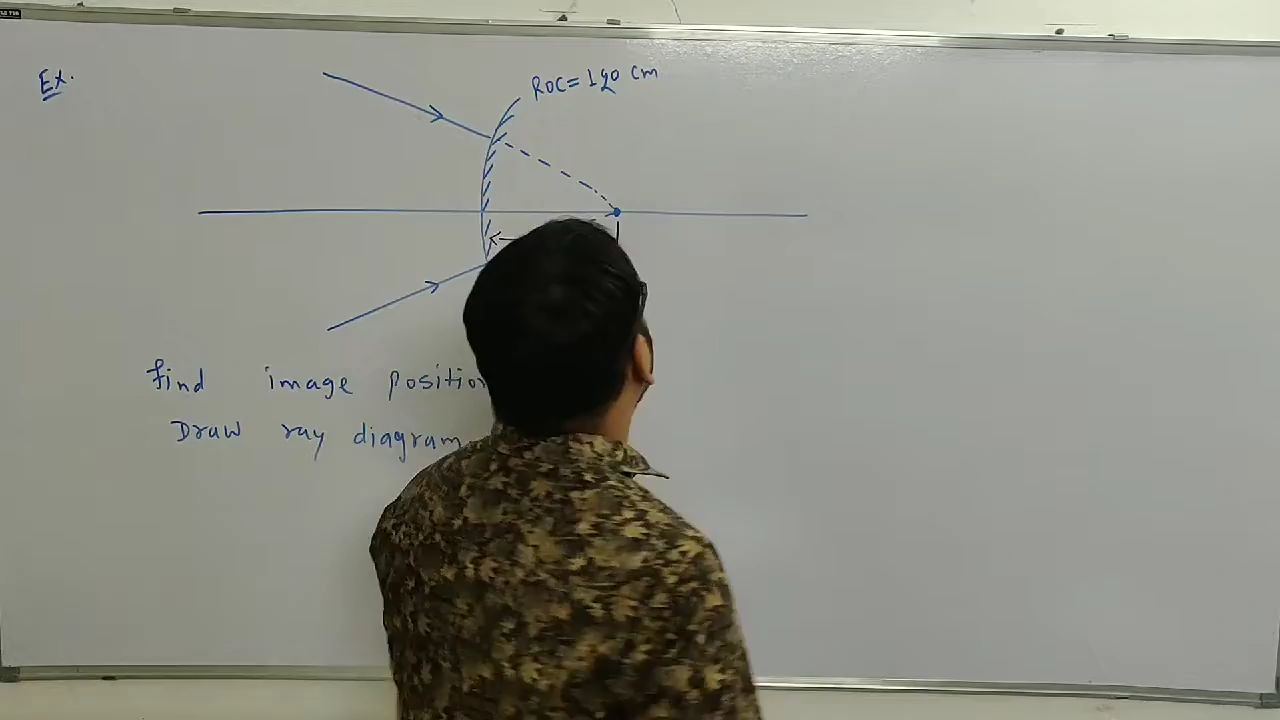 Ex.
ROC = 120 cm
find image position
Draw ray diagram